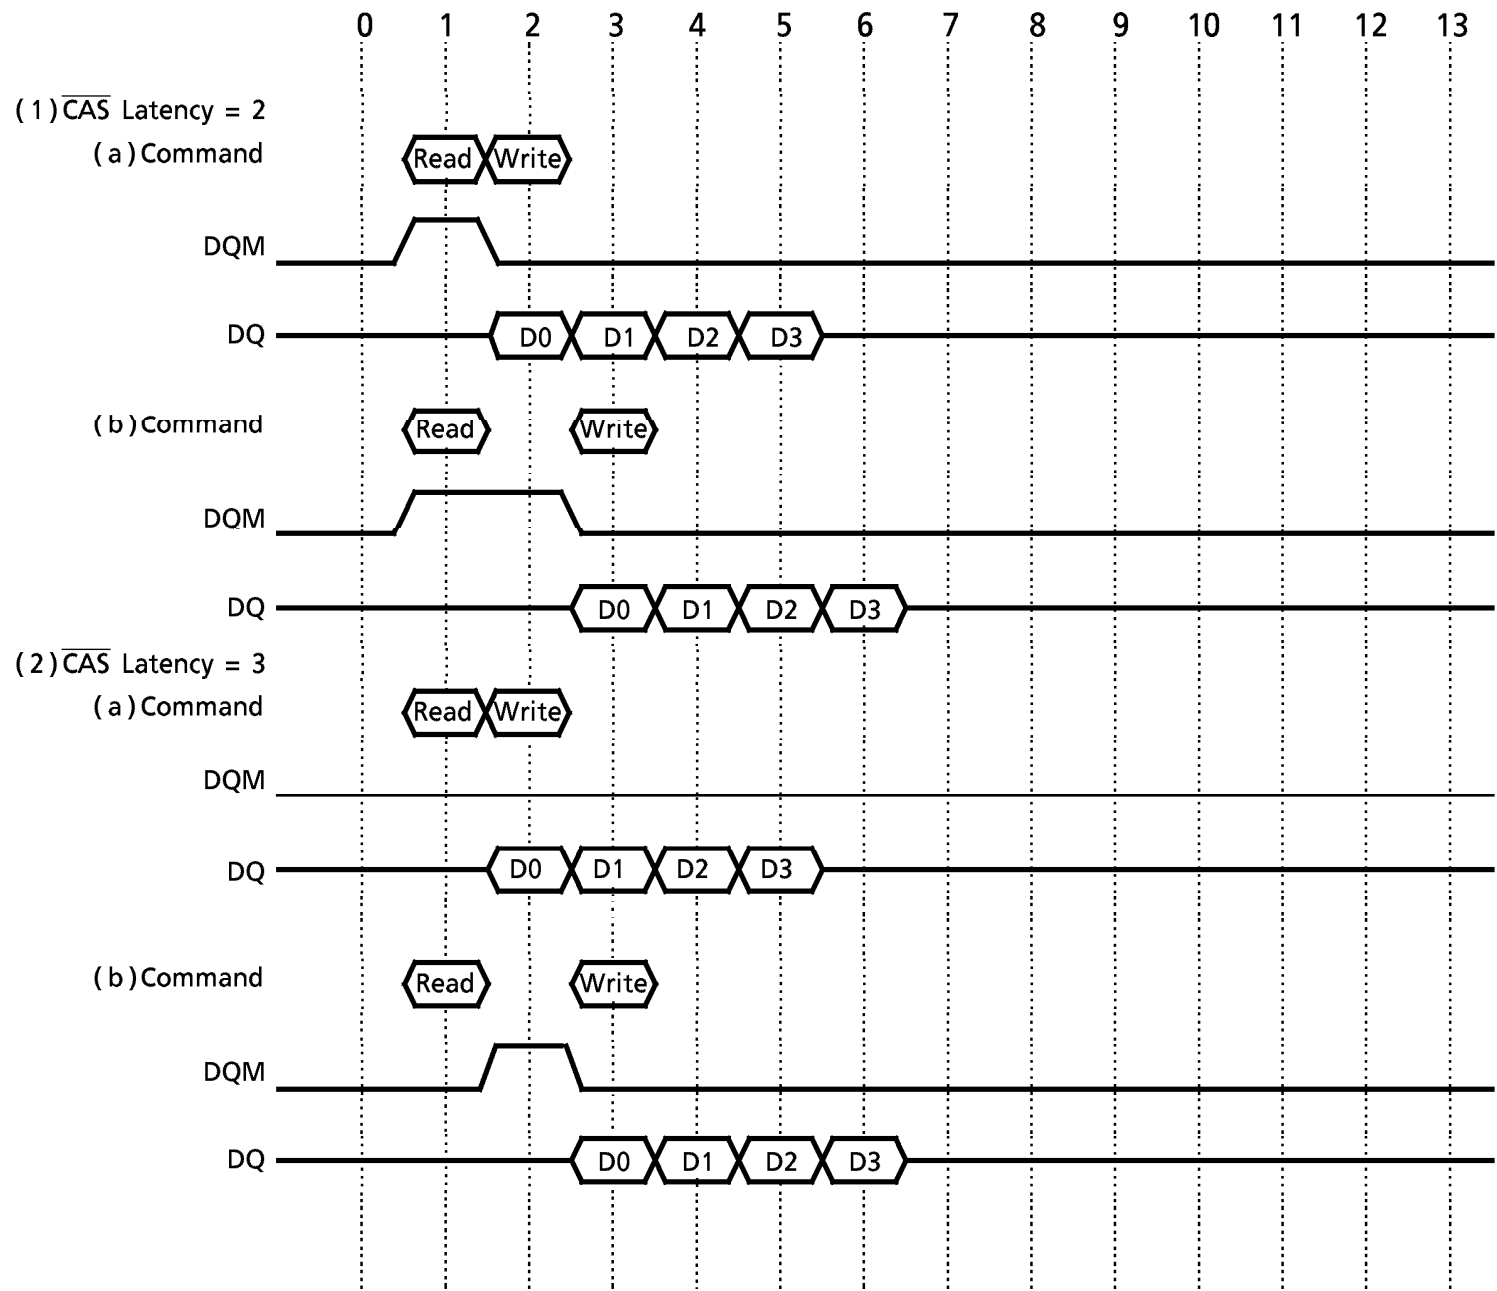 0 1 2 3 4 5 6 7 8 9 10 11 12 13
(1) CAS Latency = 2
(a) Command Read Write
DQM
DQ D0 D1 D2 D3
(b) Command Read Write
DQM
DQ D0 D1 D2 D3
(2) CAS Latency = 3
(a) Command Read Write
DQM
DQ D0 D1 D2 D3
(b) Command Read Write
DQM
DQ D0 D1 D2 D3